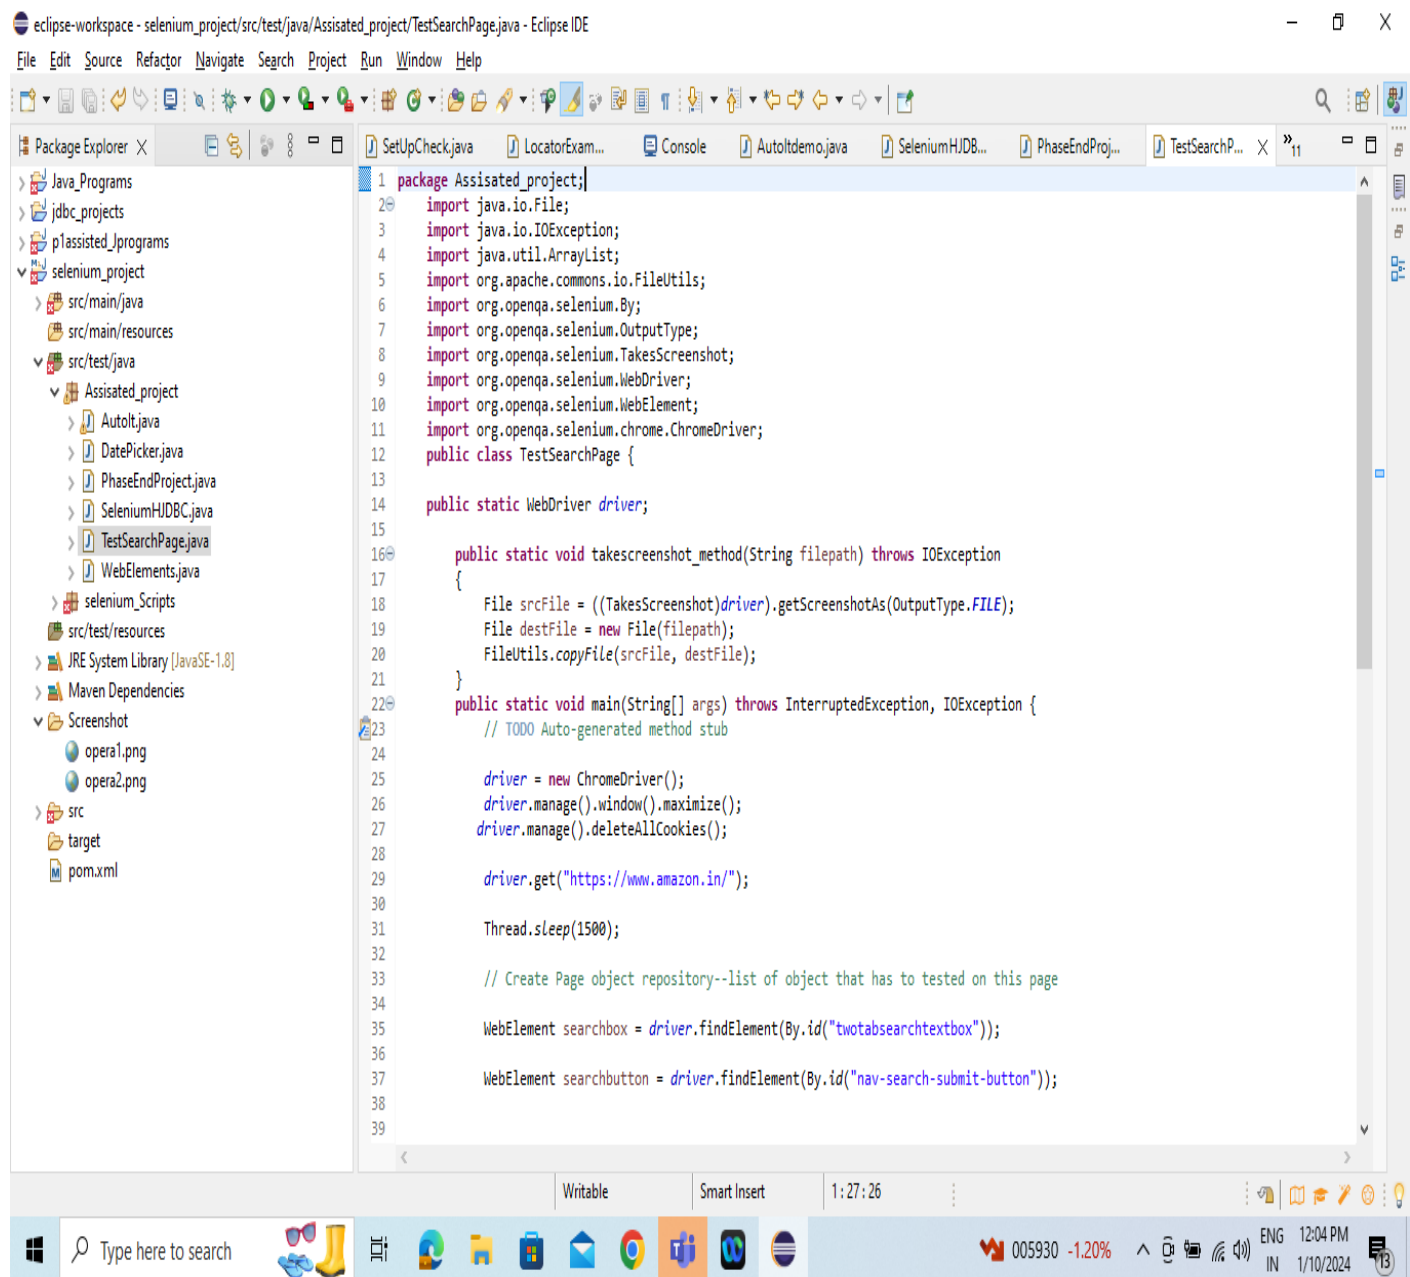 eclipse-workspace - selenium_project/src/test/java/Assisated_project/TestSearchPage.java - Eclipse IDE
File Edit Source Refactor Navigate Search Project Run Window Help
Package Explorer
SetUpCheck.java LocatorExam... Console AutoItdemo.java SeleniumHJDB... PhaseEndProj... TestSearchP... »11
Java_Programs
jdbc_projects
p1assisted_Jprograms
selenium_project
src/main/java
src/main/resources
src/test/java
Assisated_project
AutoIt.java
DatePicker.java
PhaseEndProject.java
SeleniumHJDBC.java
TestSearchPage.java
WebElements.java
selenium_Scripts
src/test/resources
JRE System Library [JavaSE-1.8]
Maven Dependencies
Screenshot
opera1.png
opera2.png
src
target
pom.xml
1 package Assisated_project;
2 import java.io.File;
3 import java.io.IOException;
4 import java.util.ArrayList;
5 import org.apache.commons.io.FileUtils;
6 import org.openqa.selenium.By;
7 import org.openqa.selenium.OutputType;
8 import org.openqa.selenium.TakesScreenshot;
9 import org.openqa.selenium.WebDriver;
10 import org.openqa.selenium.WebElement;
11 import org.openqa.selenium.chrome.ChromeDriver;
12 public class TestSearchPage {
13
14 public static WebDriver driver;
15
16 public static void takescreenshot_method(String filepath) throws IOException
17 {
18 File srcFile = ((TakesScreenshot)driver).getScreenshotAs(OutputType.FILE);
19 File destFile = new File(filepath);
20 FileUtils.copyFile(srcFile, destFile);
21 }
22 public static void main(String[] args) throws InterruptedException, IOException {
23 // TODO Auto-generated method stub
24
25 driver = new ChromeDriver();
26 driver.manage().window().maximize();
27 driver.manage().deleteAllCookies();
28
29 driver.get("https://www.amazon.in/");
30
31 Thread.sleep(1500);
32
33 // Create Page object repository--list of object that has to tested on this page
34
35 WebElement searchbox = driver.findElement(By.id("twotabsearchtextbox"));
36
37 WebElement searchbutton = driver.findElement(By.id("nav-search-submit-button"));
38
39
Writable Smart Insert 1 : 27 : 26
Type here to search
005930 -1.20%
ENG
IN
12:04 PM
1/10/2024
13